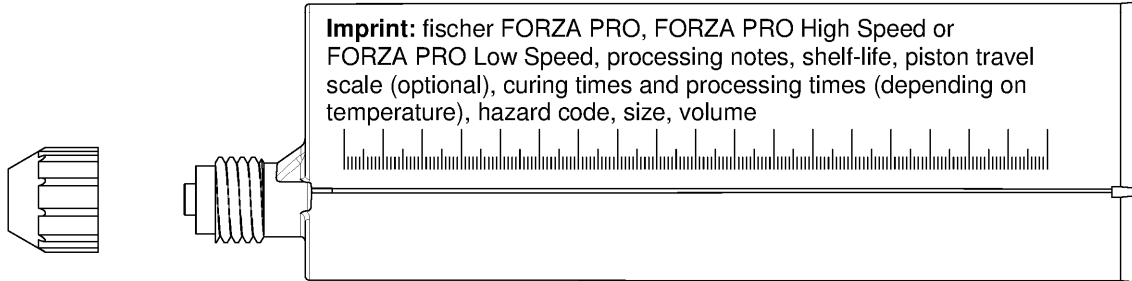 Imprint: fischer FORZA PRO, FORZA PRO High Speed or
FORZA PRO Low Speed, processing notes, shelf-life, piston travel
scale (optional), curing times and processing times (depending on
temperature), hazard code, size, volume